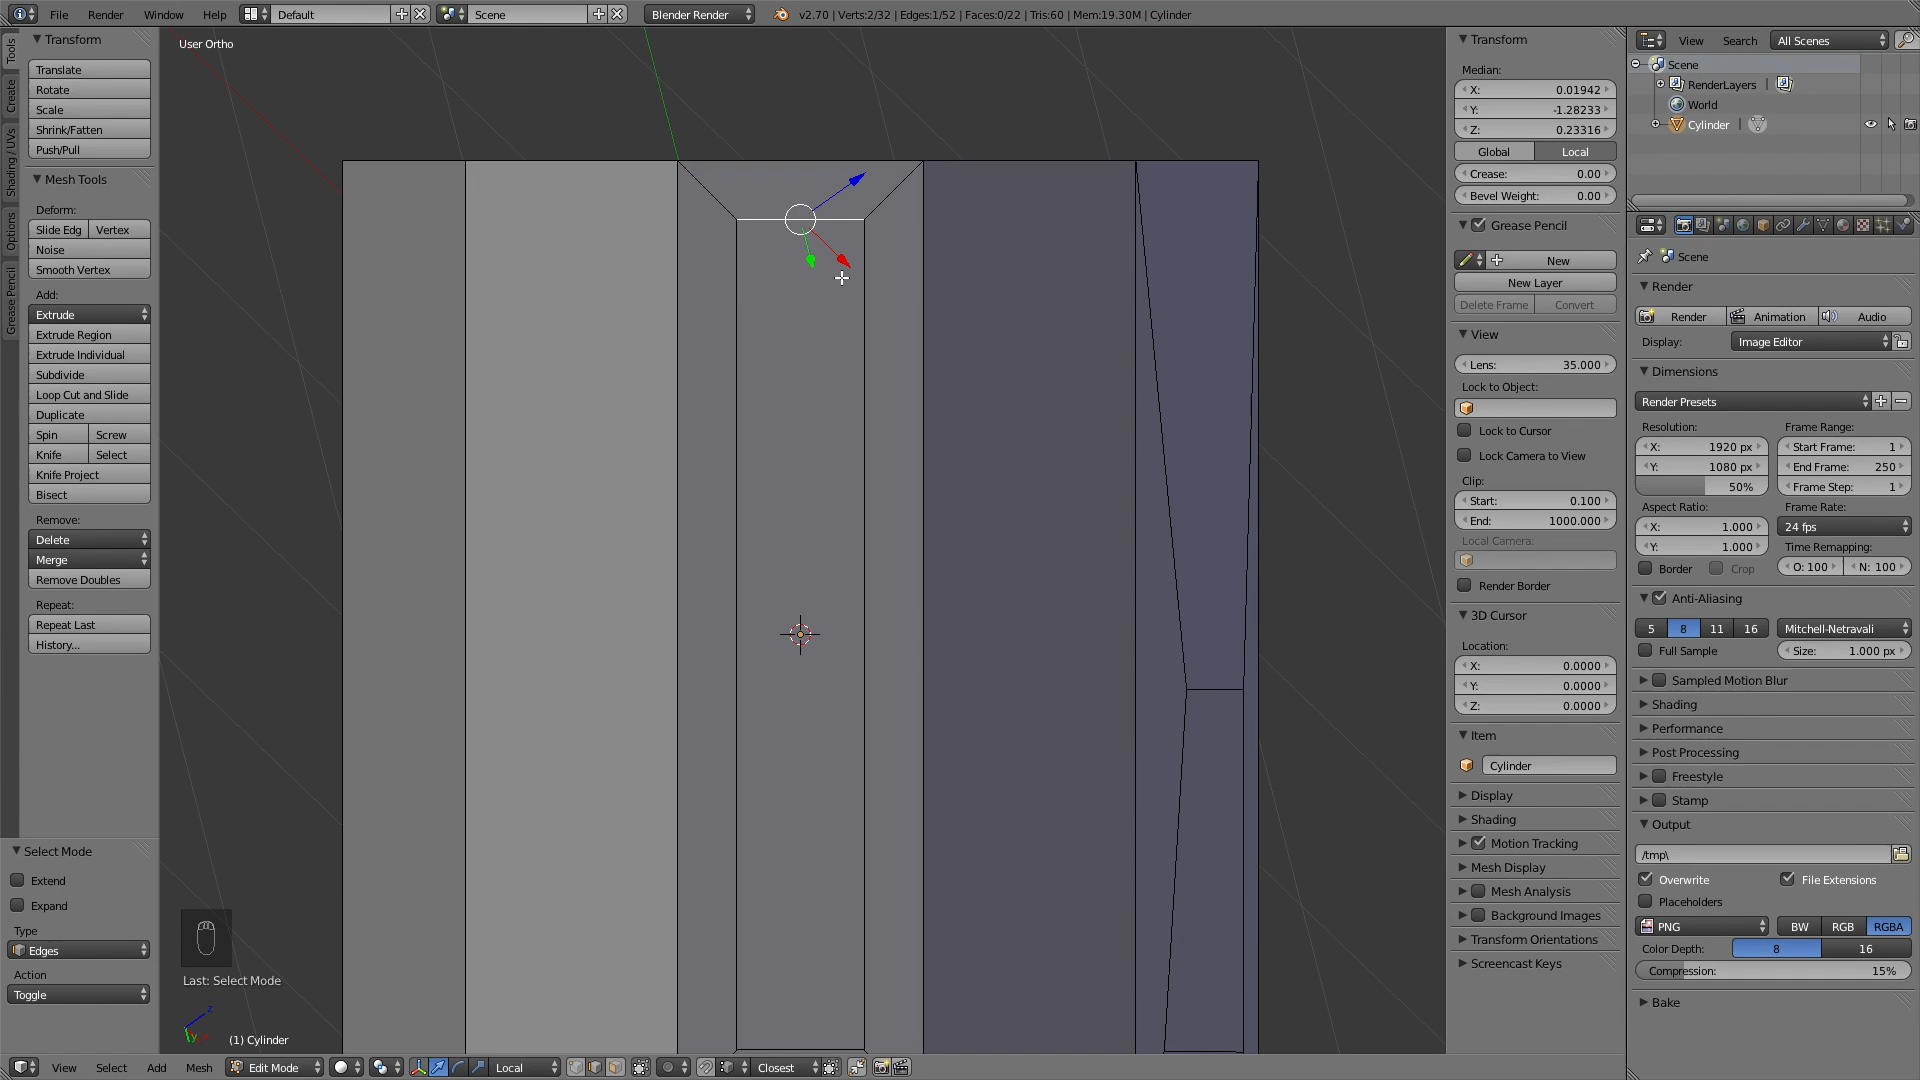 File Render Window Help Default Scene Blender Render v2.70 | Verts:2/32 | Edges:1/52 | Faces:0/22 | Tris:60 | Mem:19.30M | Cylinder
Tools
Create
Shading / UVs
Options
Grease Pencil
Transform
Translate
Rotate
Scale
Shrink/Fatten
Push/Pull
Mesh Tools
Deform:
Slide Edg Vertex
Noise
Smooth Vertex
Add:
Extrude
Extrude Region
Extrude Individual
Subdivide
Loop Cut and Slide
Duplicate
Spin Screw
Knife Select
Knife Project
Bisect
Remove:
Delete
Merge
Remove Doubles
Repeat:
Repeat Last
History...
Select Mode
Extend
Expand
Type
Edges
Action
Toggle
User Ortho
Last: Select Mode
z
y
(1) Cylinder
View Select Add Mesh Edit Mode Local Closest
Transform
Median:
X: 0.01942
Y: -1.28233
Z: 0.23316
Global Local
Crease: 0.00
Bevel Weight: 0.00
Grease Pencil
New
New Layer
Delete Frame Convert
View
Lens: 35.000
Lock to Object:
Lock to Cursor
Lock Camera to View
Clip:
Start: 0.100
End: 1000.000
Local Camera:
Render Border
3D Cursor
Location:
X: 0.0000
Y: 0.0000
Z: 0.0000
Item
Cylinder
Display
Shading
Motion Tracking
Mesh Display
Mesh Analysis
Background Images
Transform Orientations
Screencast Keys
View Search All Scenes
Scene
RenderLayers |
World
Cylinder |
Scene
Render
Render Animation Audio
Display: Image Editor
Dimensions
Render Presets
Resolution: Frame Range:
X: 1920 px Start Frame: 1
Y: 1080 px End Frame: 250
50% Frame Step: 1
Aspect Ratio: Frame Rate:
X: 1.000 24 fps
Y: 1.000 Time Remapping:
Border Crop O: 100 N: 100
Anti-Aliasing
5 8 11 16 Mitchell-Netravali
Full Sample Size: 1.000 px
Sampled Motion Blur
Shading
Performance
Post Processing
Freestyle
Stamp
Output
/tmp\
Overwrite File Extensions
Placeholders
PNG BW RGB RGBA
Color Depth: 8 16
Compression: 15%
Bake